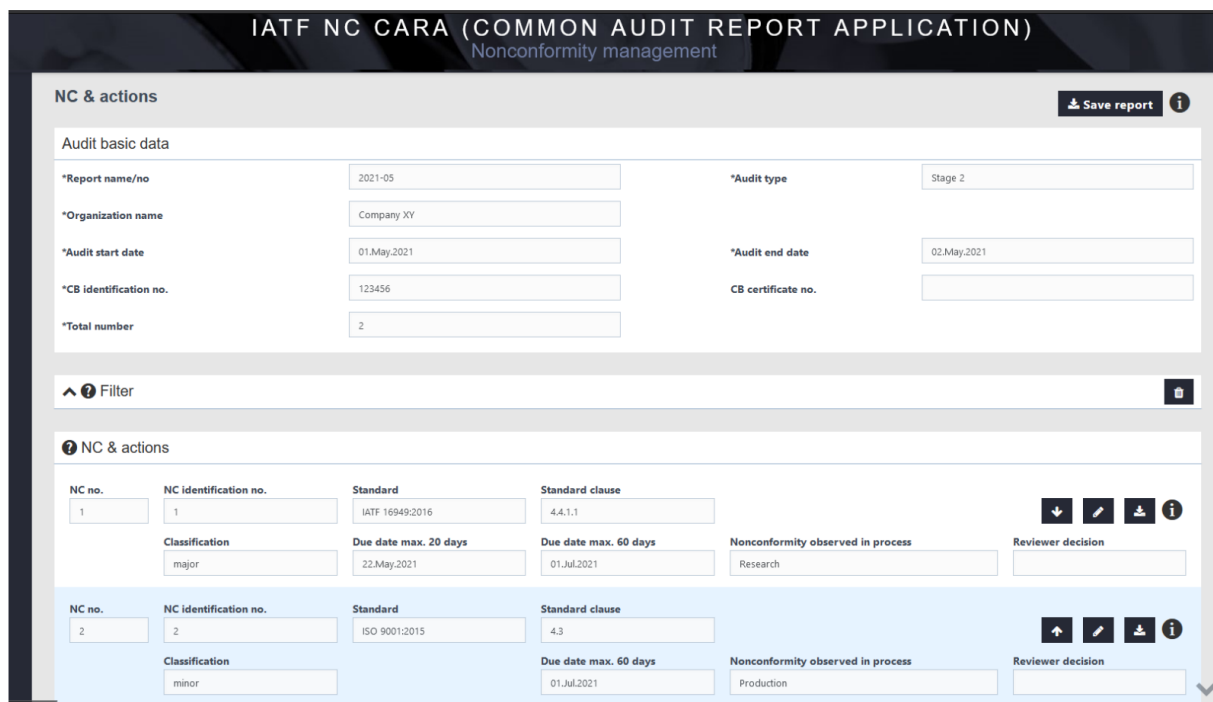 IATF NC CARA (COMMON AUDIT REPORT APPLICATION)
Nonconformity management
NC & actions
Save report
Audit basic data
*Report name/no 2021-05 *Audit type Stage 2
*Organization name Company XY
*Audit start date 01.May.2021 *Audit end date 02.May.2021
*CB identification no. 123456 CB certificate no.
*Total number 2
Filter
NC & actions
NC no. NC identification no. Standard Standard clause
1 1 IATF 16949:2016 4.4.1.1
Classification Due date max. 20 days Due date max. 60 days Nonconformity observed in process Reviewer decision
major 22.May.2021 01.Jul.2021 Research
NC no. NC identification no. Standard Standard clause
2 2 ISO 9001:2015 4.3
Classification Due date max. 60 days Nonconformity observed in process Reviewer decision
minor 01.Jul.2021 Production